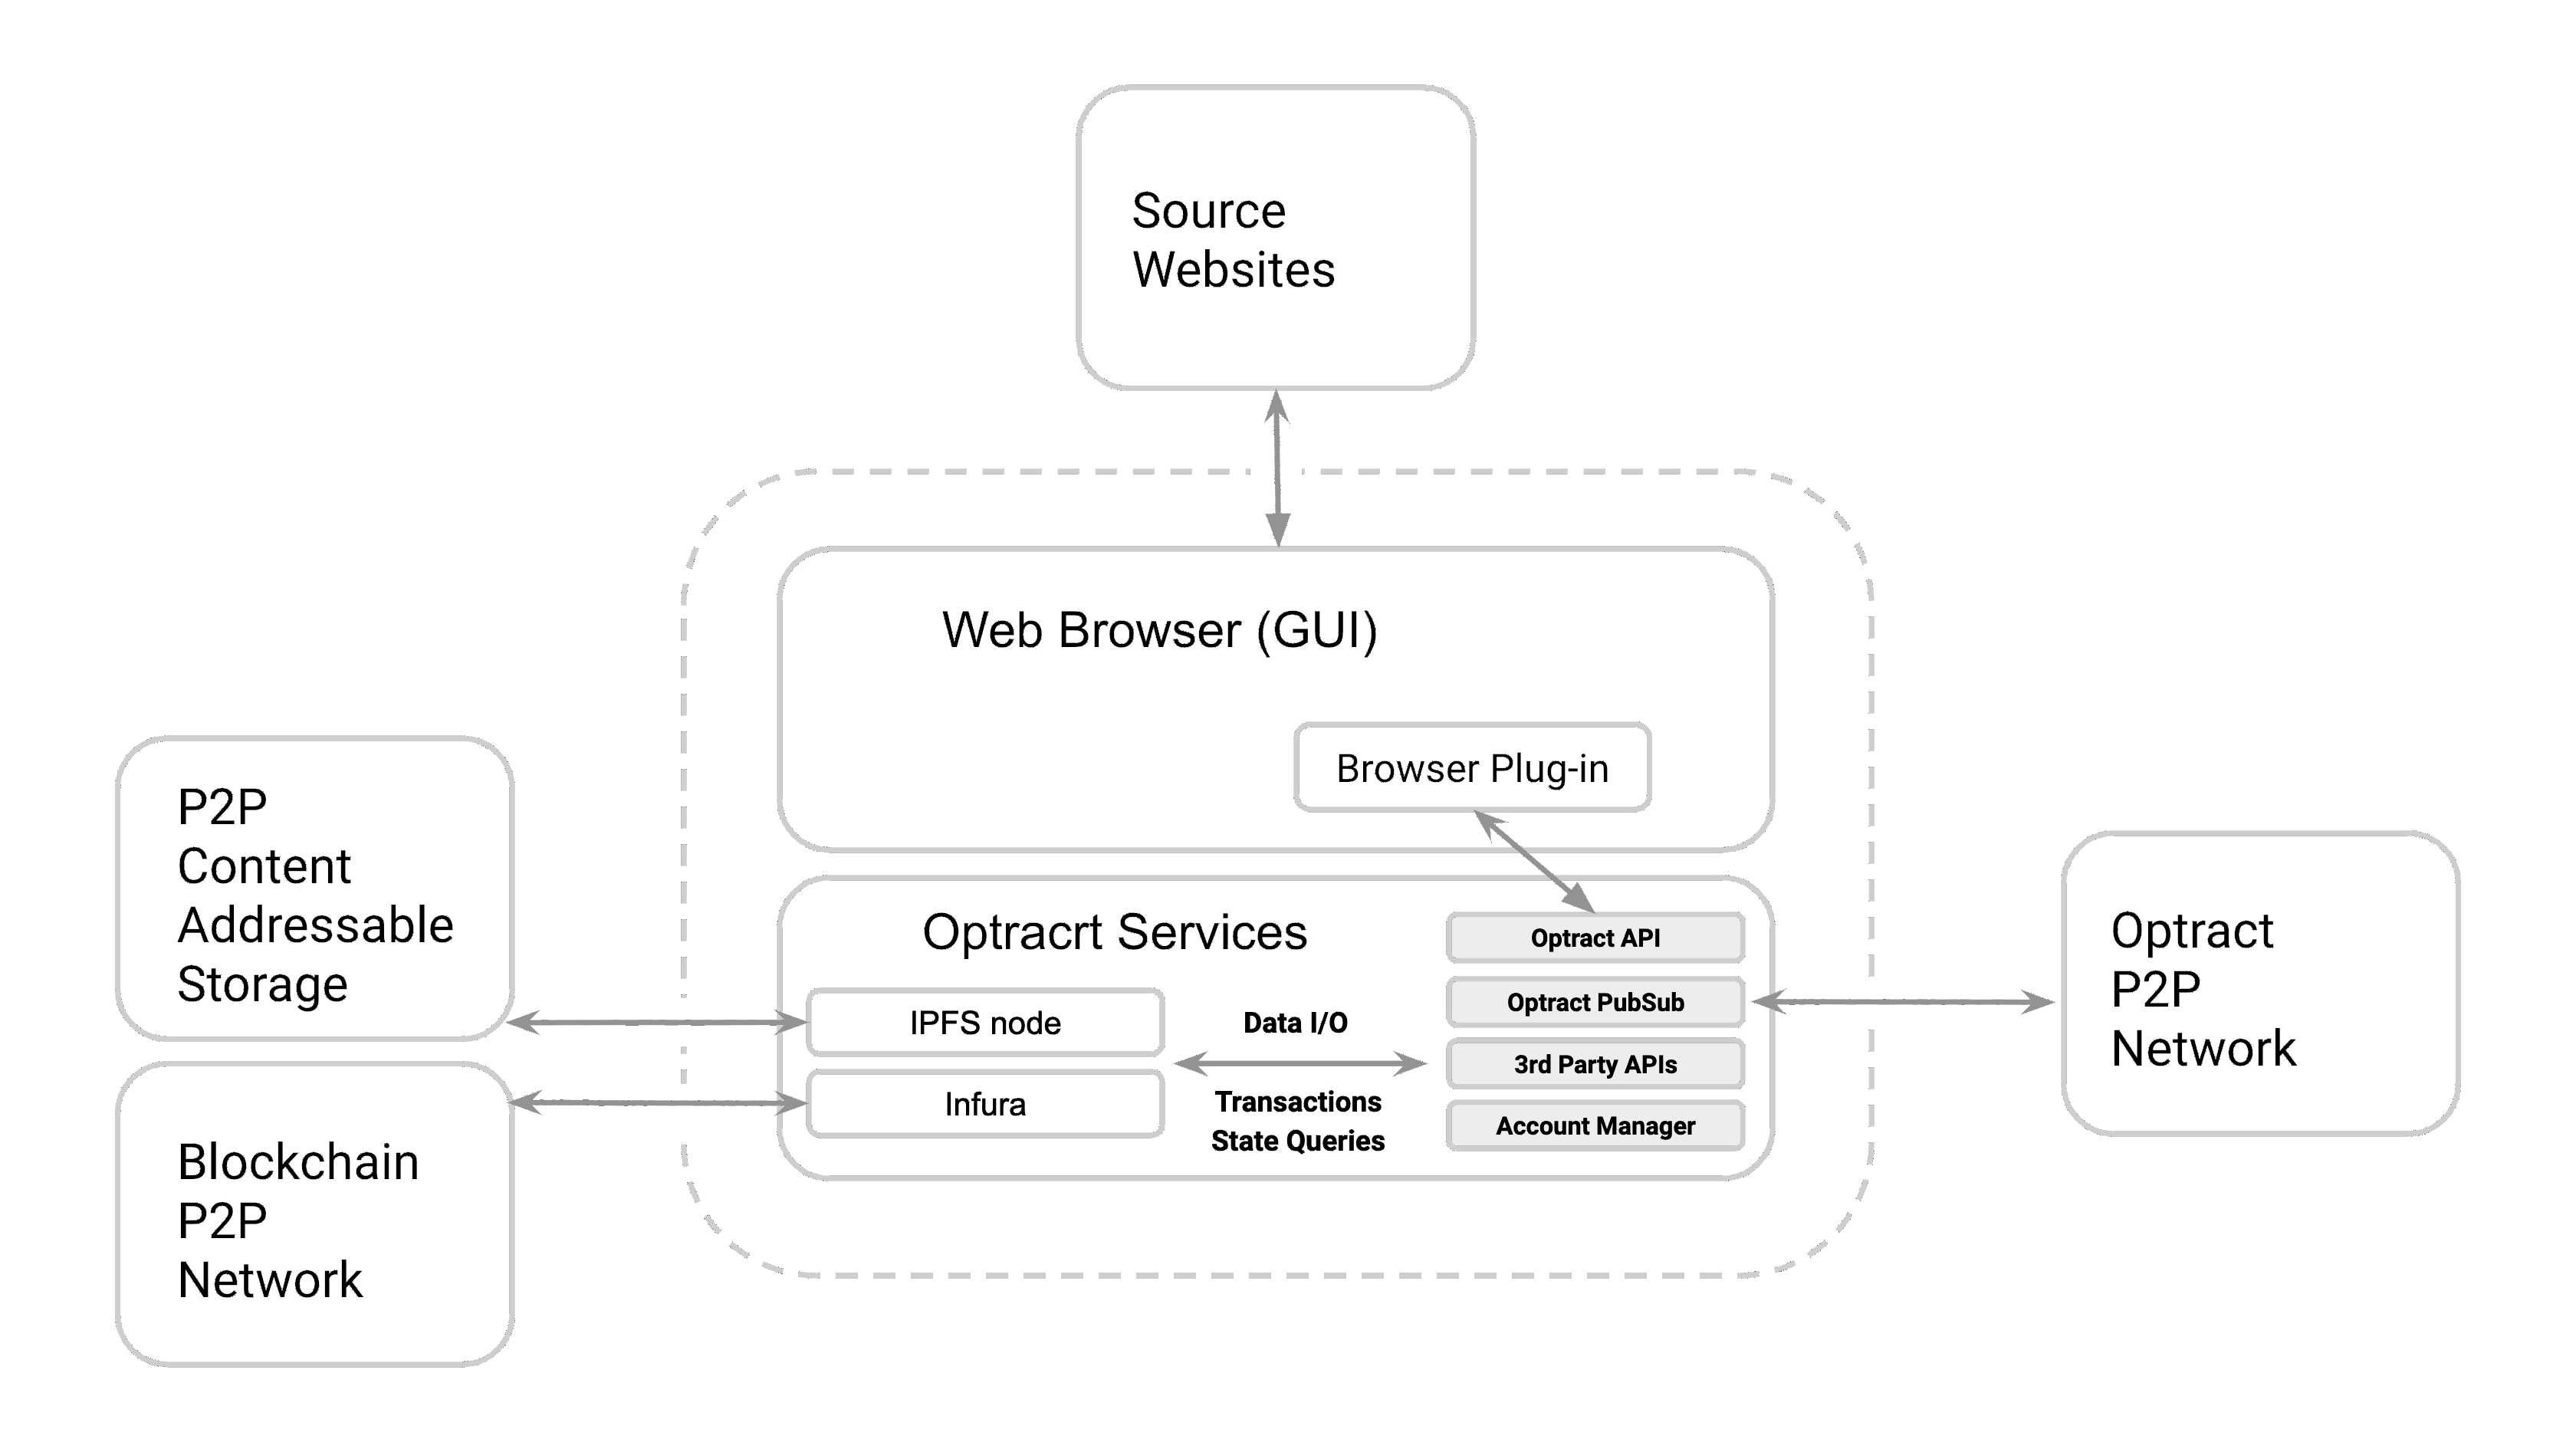 Source
Websites
Web Browser (GUI)
Browser Plug-in
P2P
Content
Addressable
Storage
Blockchain
P2P
Network
Optracrt Services
IPFS node
Infura
Data I/O
Transactions
State Queries
Optract API
Optract PubSub
3rd Party APIs
Account Manager
Optract
P2P
Network